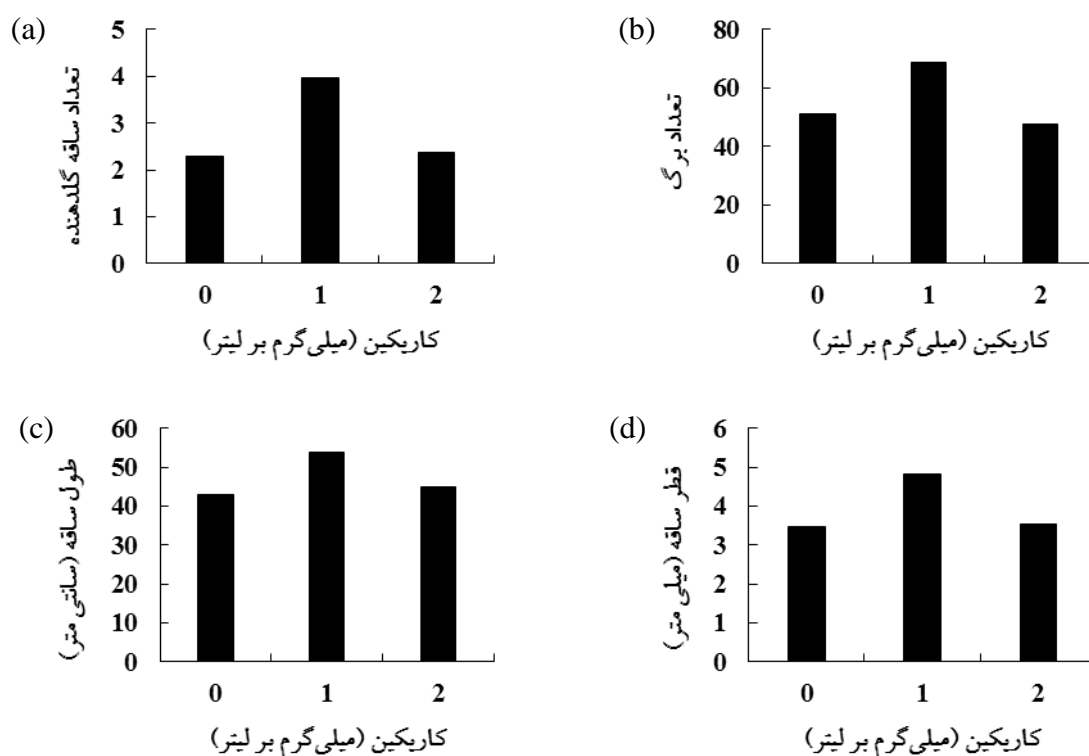 (a)
5
4
3
2
1
0
تعداد ساقه گلدهنده
0 1 2
کاریکین (میلی‌گرم بر لیتر)
(b)
80
60
40
20
0
تعداد برگ
0 1 2
کاریکین (میلی‌گرم بر لیتر)
(c)
60
50
40
30
20
10
0
طول ساقه (سانتی متر)
0 1 2
کاریکین (میلی‌گرم بر لیتر)
(d)
6
5
4
3
2
1
0
قطر ساقه (میلی متر)
0 1 2
کاریکین (میلی‌گرم بر لیتر)